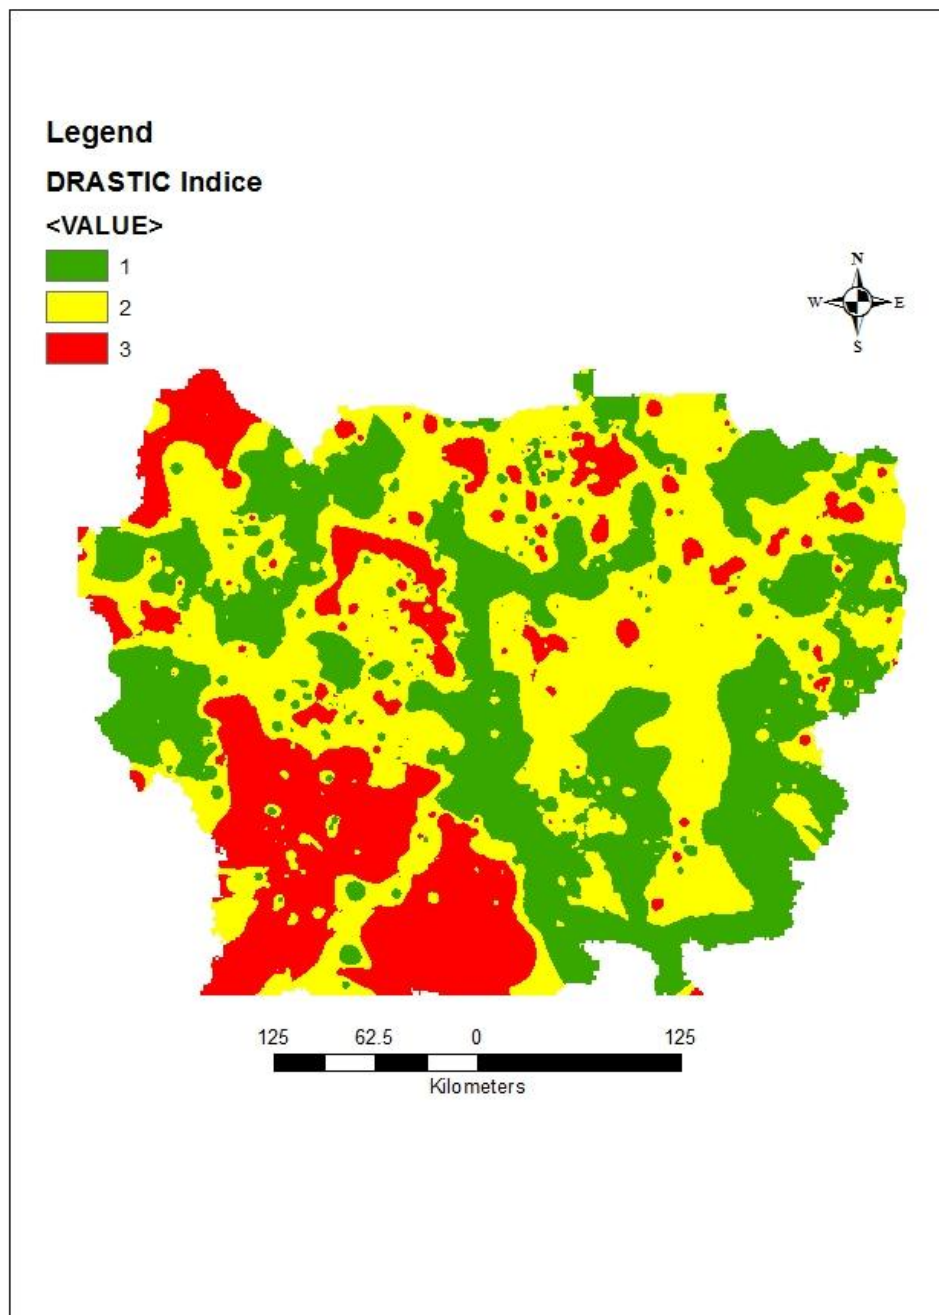 Legend
DRASTIC Indice
<VALUE>
1
2
3
N
W E
S
125 62.5 0 125
Kilometers